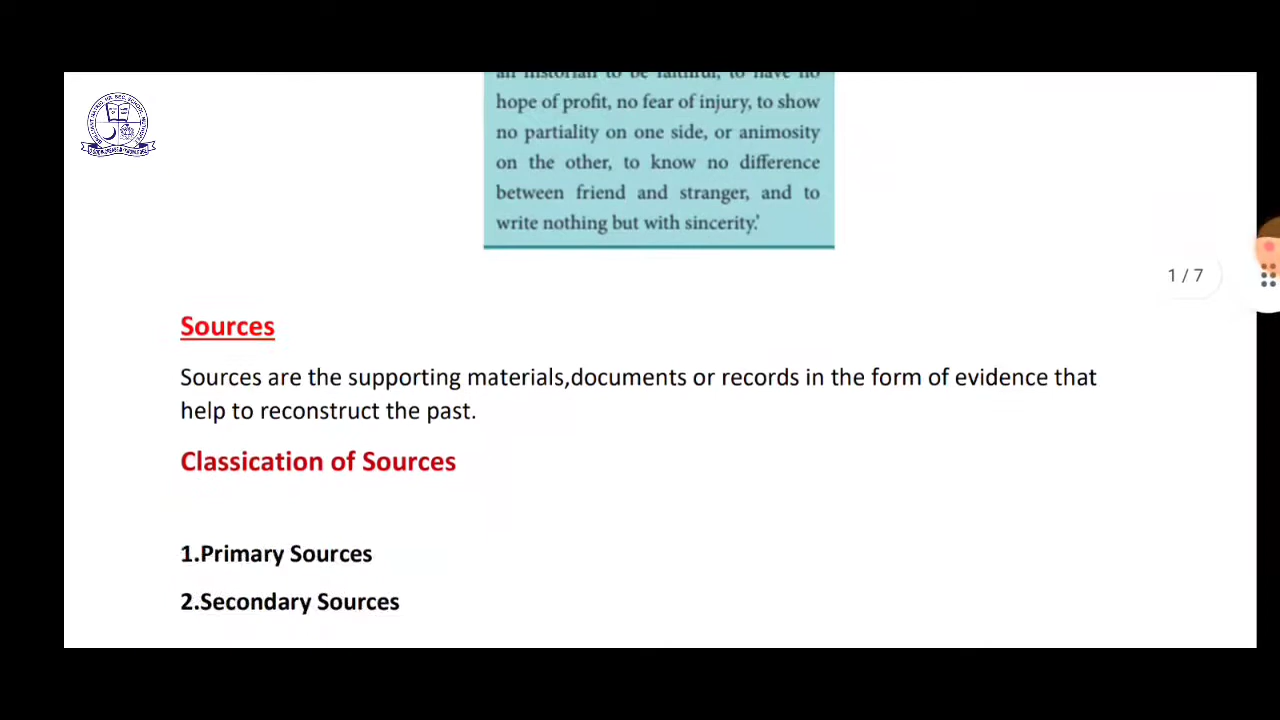 an historian to be faithful, to have no
hope of profit, no fear of injury, to show
no partiality on one side, or animosity
on the other, to know no difference
between friend and stranger, and to
write nothing but with sincerity.'
1 / 7
Sources
Sources are the supporting materials,documents or records in the form of evidence that
help to reconstruct the past.
Classication of Sources
1.Primary Sources
2.Secondary Sources